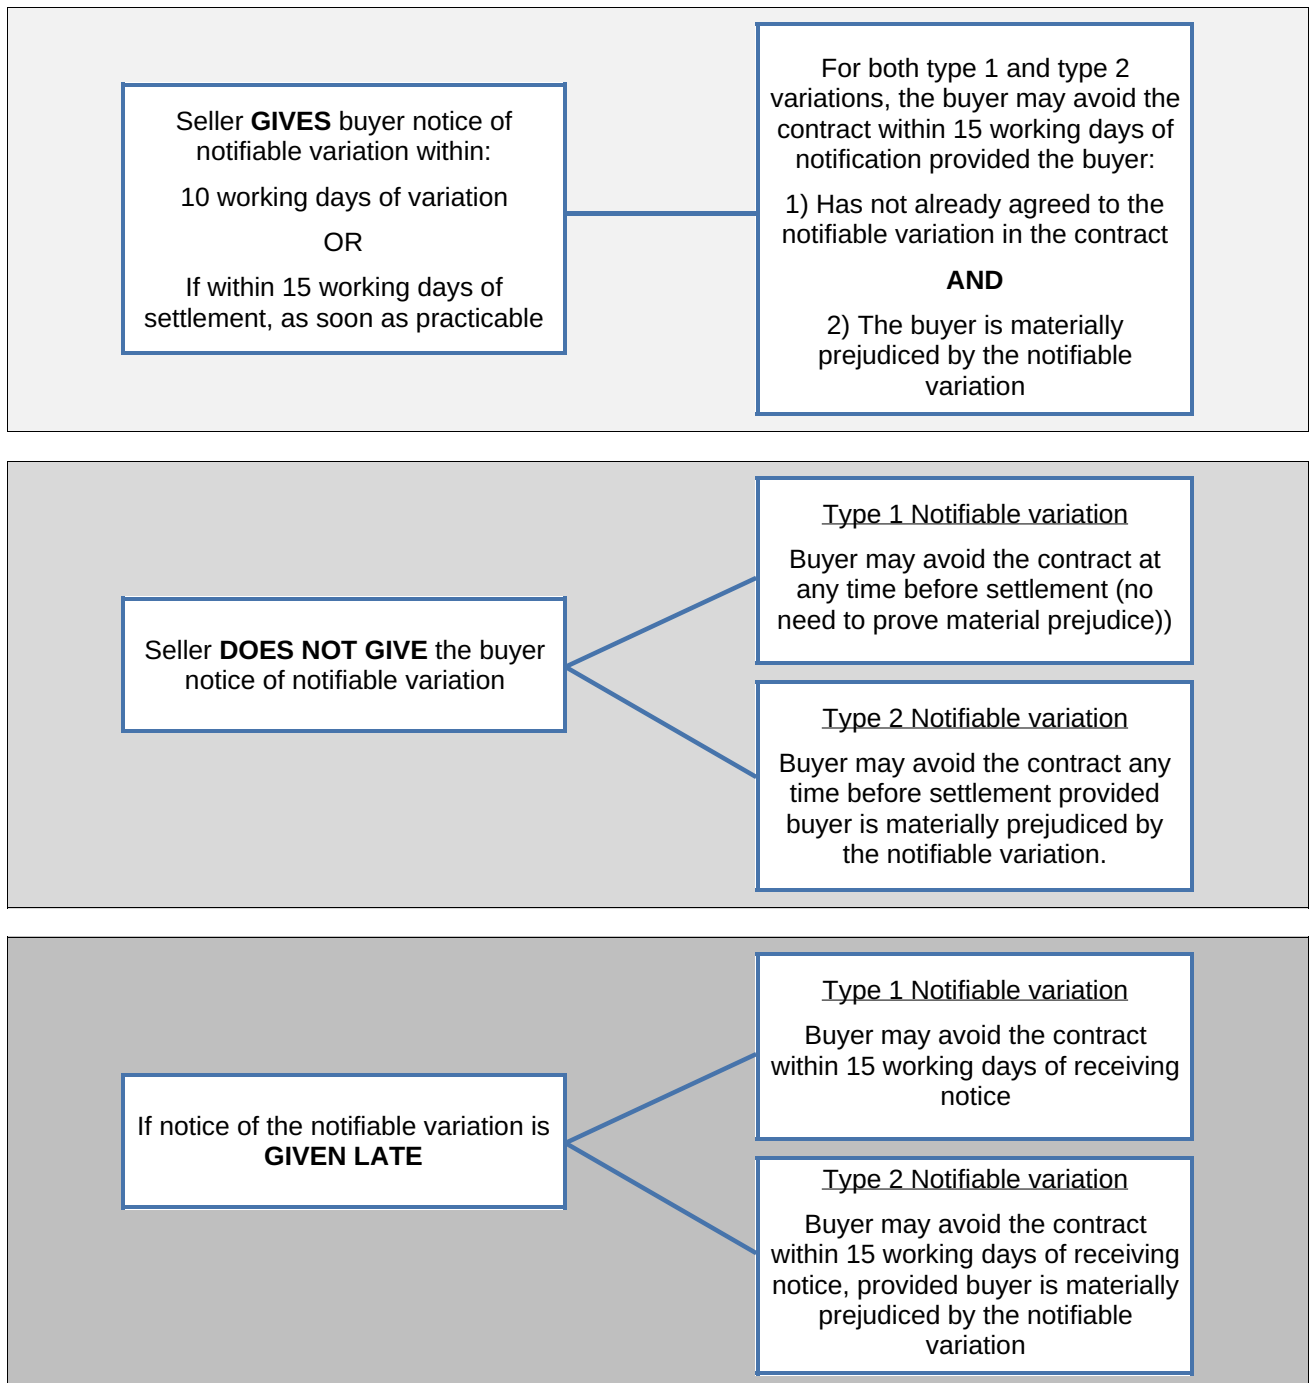 Seller GIVES buyer notice of
notifiable variation within:
10 working days of variation
OR
If within 15 working days of
settlement, as soon as practicable
For both type 1 and type 2
variations, the buyer may avoid the
contract within 15 working days of
notification provided the buyer:
1) Has not already agreed to the
notifiable variation in the contract
AND
2) The buyer is materially
prejudiced by the notifiable
variation
Seller DOES NOT GIVE the buyer
notice of notifiable variation
Type 1 Notifiable variation
Buyer may avoid the contract at
any time before settlement (no
need to prove material prejudice))
Type 2 Notifiable variation
Buyer may avoid the contract any
time before settlement provided
buyer is materially prejudiced by
the notifiable variation.
If notice of the notifiable variation is
GIVEN LATE
Type 1 Notifiable variation
Buyer may avoid the contract
within 15 working days of receiving
notice
Type 2 Notifiable variation
Buyer may avoid the contract
within 15 working days of receiving
notice, provided buyer is materially
prejudiced by the notifiable
variation